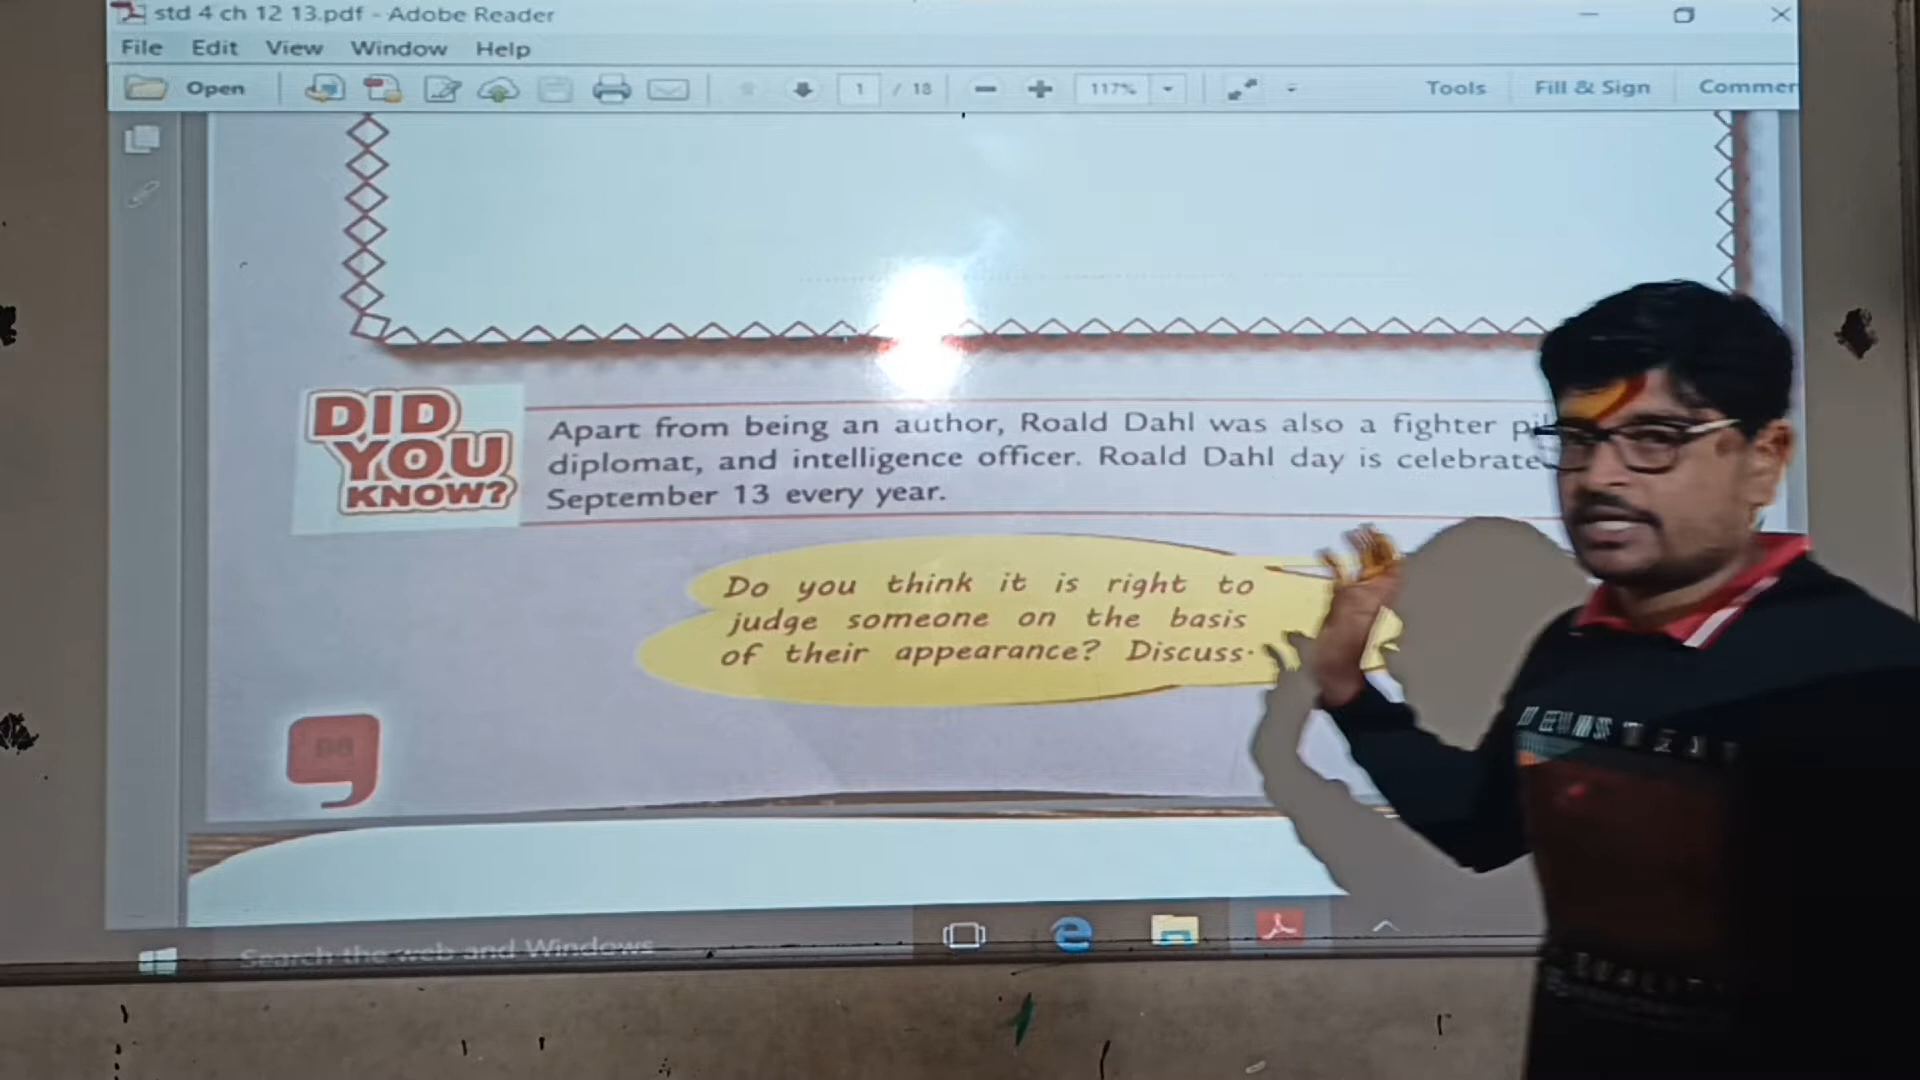 std 4 ch 12 13.pdf - Adobe Reader
File Edit View Window Help
Open 1 / 18 117% Tools Fill & Sign Commen
DID
YOU
KNOW?
Apart from being an author, Roald Dahl was also a fighter
diplomat, and intelligence officer. Roald Dahl day is celebrate
September 13 every year.
Do you think it is right to
judge someone on the basis
of their appearance? Discuss.
98
Search the web and Windows